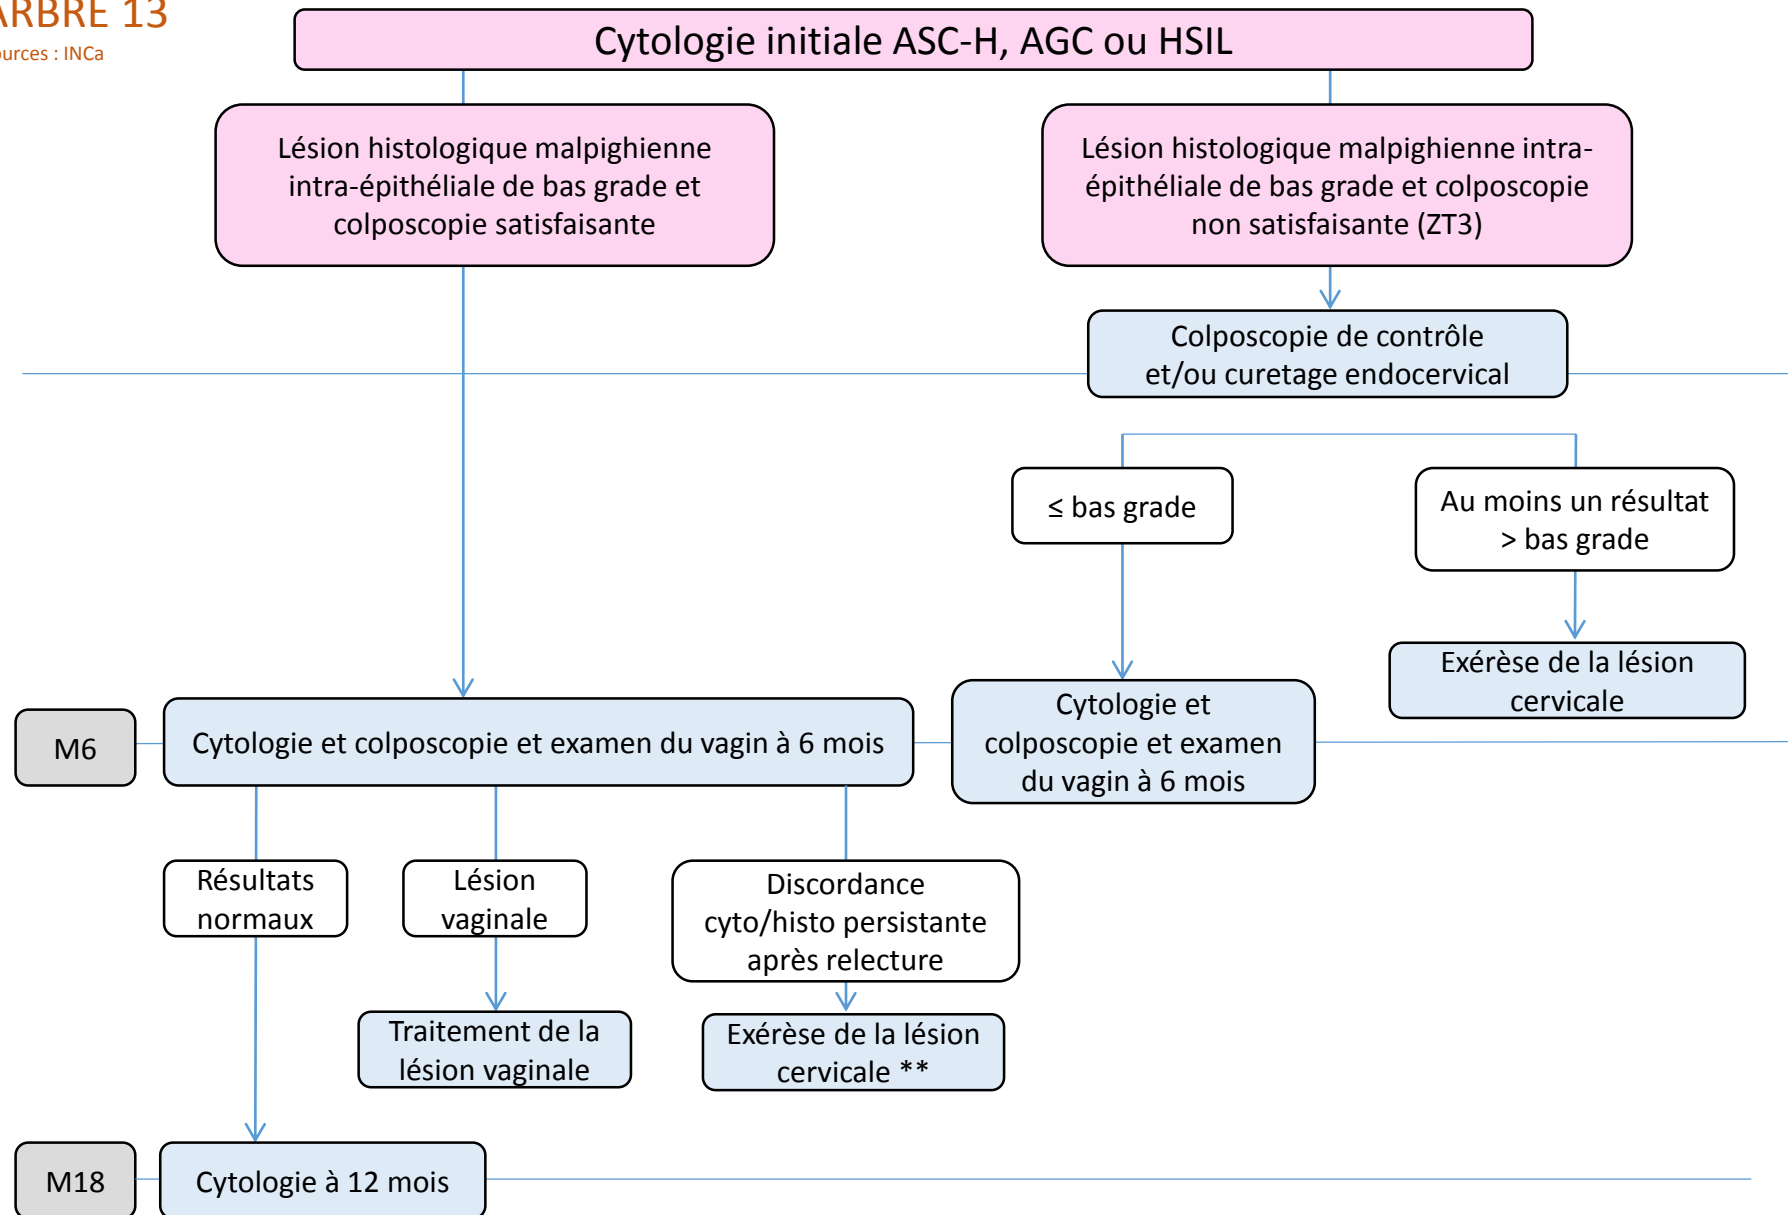 ARBRE 13
ources : INCa
Cytologie initiale ASC-H, AGC ou HSIL
Lésion histologique malpighienne
intra-épithéliale de bas grade et
colposcopie satisfaisante
Lésion histologique malpighienne intra-
épithéliale de bas grade et colposcopie
non satisfaisante (ZT3)
Colposcopie de contrôle
et/ou curetage endocervical
≤ bas grade
Au moins un résultat
> bas grade
Exérèse de la lésion
cervicale
M6
Cytologie et colposcopie et examen du vagin à 6 mois
Cytologie et
colposcopie et examen
du vagin à 6 mois
Résultats
normaux
Lésion
vaginale
Discordance
cyto/histo persistante
après relecture
Traitement de la
lésion vaginale
Exérèse de la lésion
cervicale **
M18
Cytologie à 12 mois